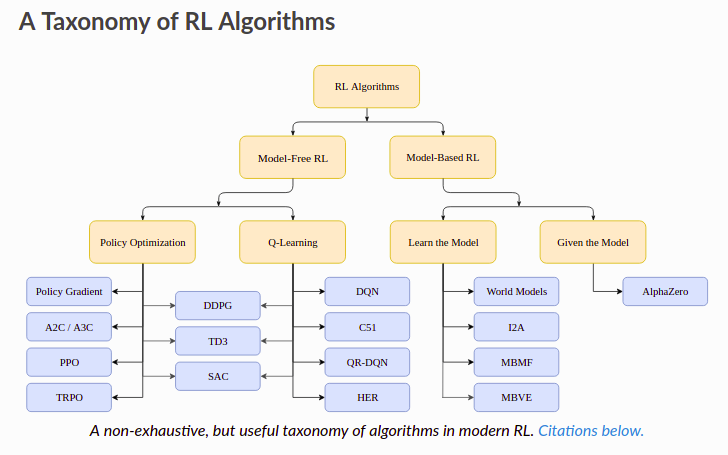 A Taxonomy of RL Algorithms
RL Algorithms
Model-Free RL
Model-Based RL
Policy Optimization
Q-Learning
Learn the Model
Given the Model
Policy Gradient
A2C / A3C
PPO
TRPO
DDPG
TD3
SAC
DQN
C51
QR-DQN
HER
World Models
I2A
MBMF
MBVE
AlphaZero
A non-exhaustive, but useful taxonomy of algorithms in modern RL. Citations below.